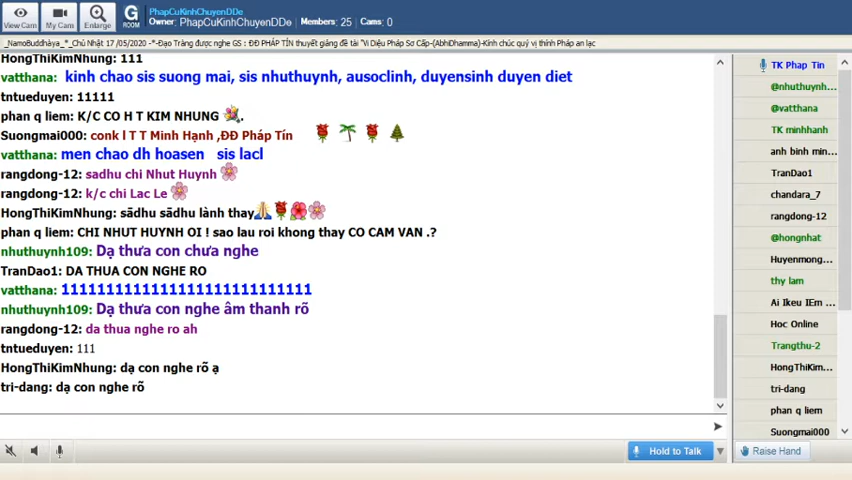 View Cam
My Cam
Enlarge
G
ROOM
PhapCuKinhChuyenDDe
Owner: PhapCuKinhChuyenDDe Members: 25 Cams: 0
_NamoBuddhàya_*_Chủ Nhật 17 /05/2020 -*-Đạo Tràng được nghe GS : ĐĐ PHÁP TÍN thuyết giảng đề tài "Vi Diệu Pháp Sơ Cấp-(AbhiDhamma)-Kính chúc quý vị thính Pháp an lạc
HongThiKimNhung: 111
vatthana: kinh chao sis suong mai, sis nhuthuynh, ausoclinh, duyensinh duyen diet
tntueduyen: 11111
phan q liem: K/C CO H T KIM NHUNG .
Suongmai000: conk l T T Minh Hạnh ,ĐĐ Pháp Tín
vatthana: men chao dh hoasen sis lacl
rangdong-12: sadhu chi Nhut Huynh
rangdong-12: k/c chi Lac Le
HongThiKimNhung: sādhu sādhu lành thay
phan q liem: CHI NHUT HUYNH OI ! sao lau roi khong thay CO CAM VAN .?
nhuthuynh109: Dạ thưa con chưa nghe
TranDao1: DA THUA CON NGHE RO
vatthana: 11111111111111111111111111111111
nhuthuynh109: Dạ thưa con nghe âm thanh rõ
rangdong-12: da thua nghe ro ah
tntueduyen: 111
HongThiKimNhung: dạ con nghe rõ ạ
tri-dang: dạ con nghe rõ
Hold to Talk
TK Phap Tin
@nhuthuynh...
@vatthana
TK minhhanh
anh binh min...
TranDao1
chandara_7
rangdong-12
@hongnhat
Huyenmong...
thy lam
Ai Ikeu IEm ...
Hoc Online
Trangthu-2
HongThiKim...
tri-dang
phan q liem
Suongmai000
Raise Hand